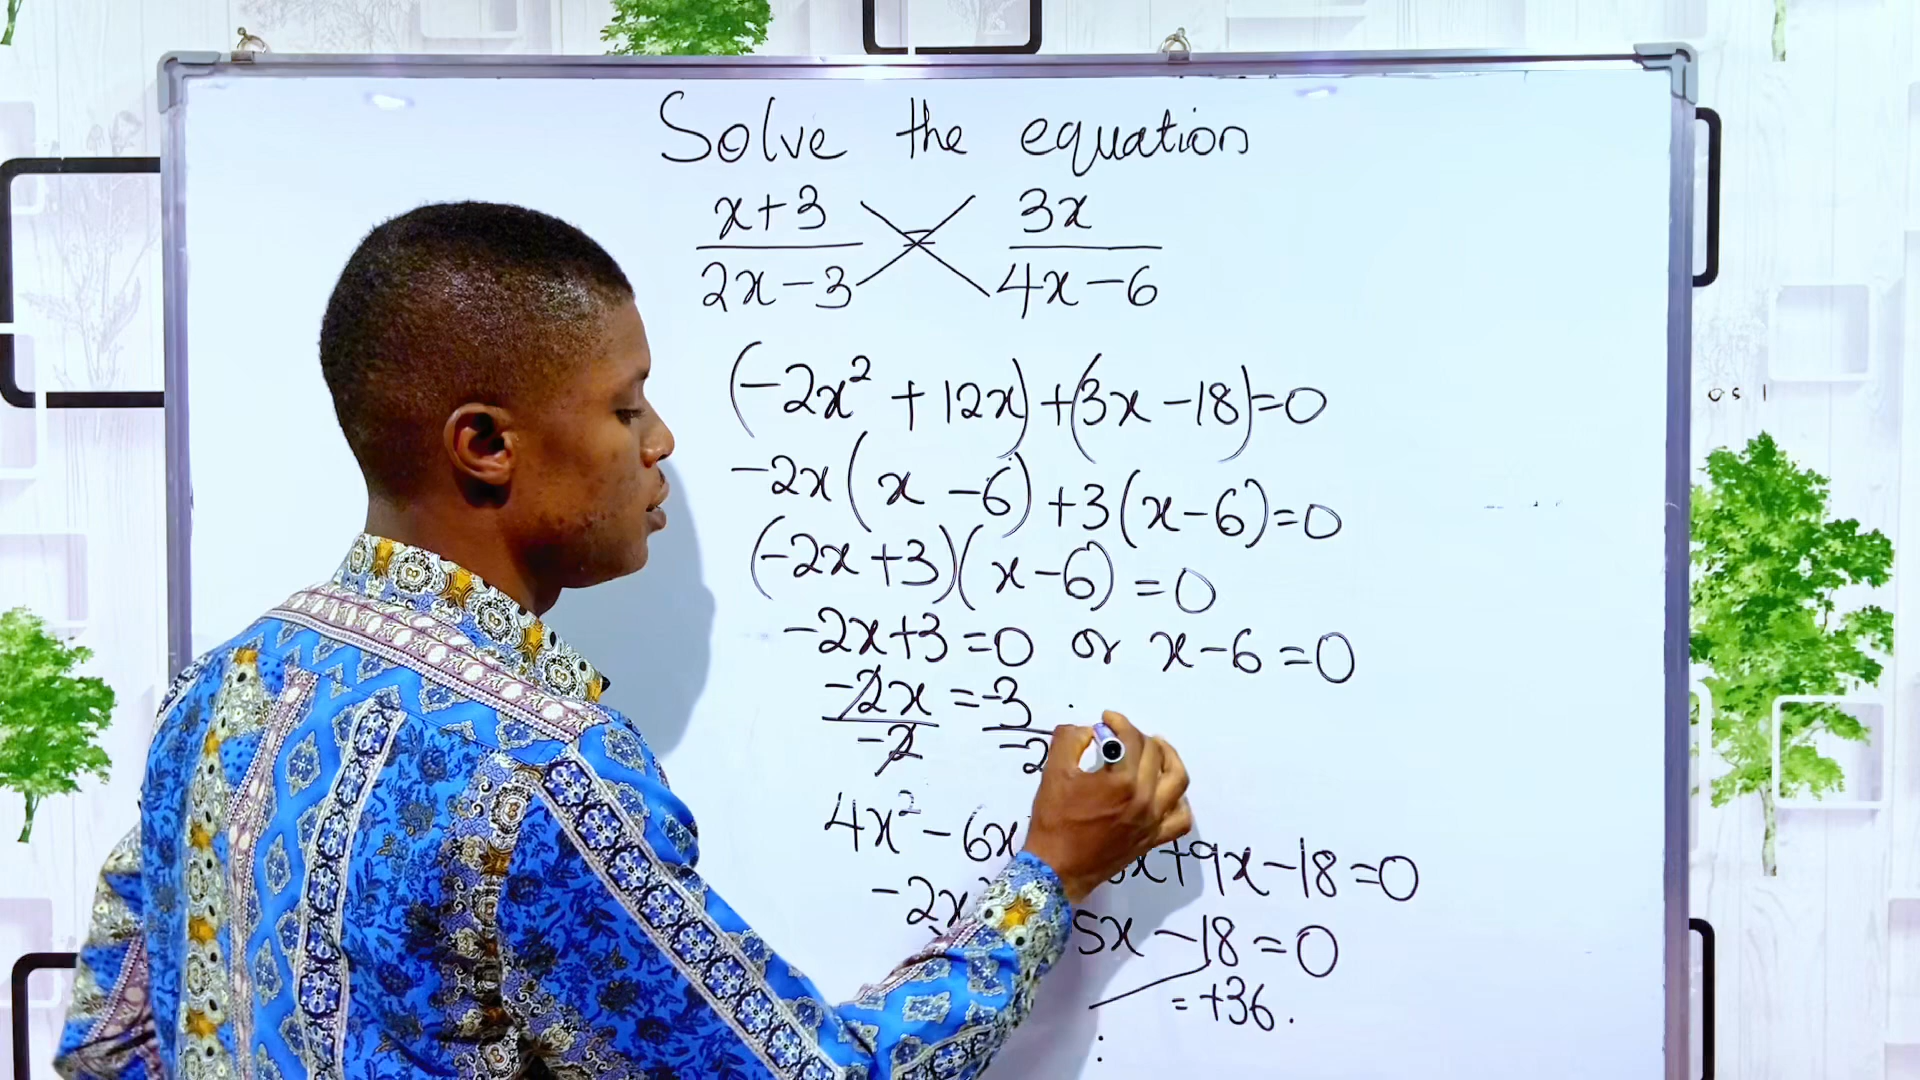 Solve the equation
x+3 / 2x-3 = 3x / 4x-6
(-2x² + 12x) + (3x - 18) = 0
-2x(x - 6) + 3(x - 6) = 0
(-2x + 3)(x - 6) = 0
-2x + 3 = 0 or x - 6 = 0
-2x / -2 = -3 / -2
4x² - 6x x + 9x - 18 = 0
-2x 5x - 18 = 0
= +36.